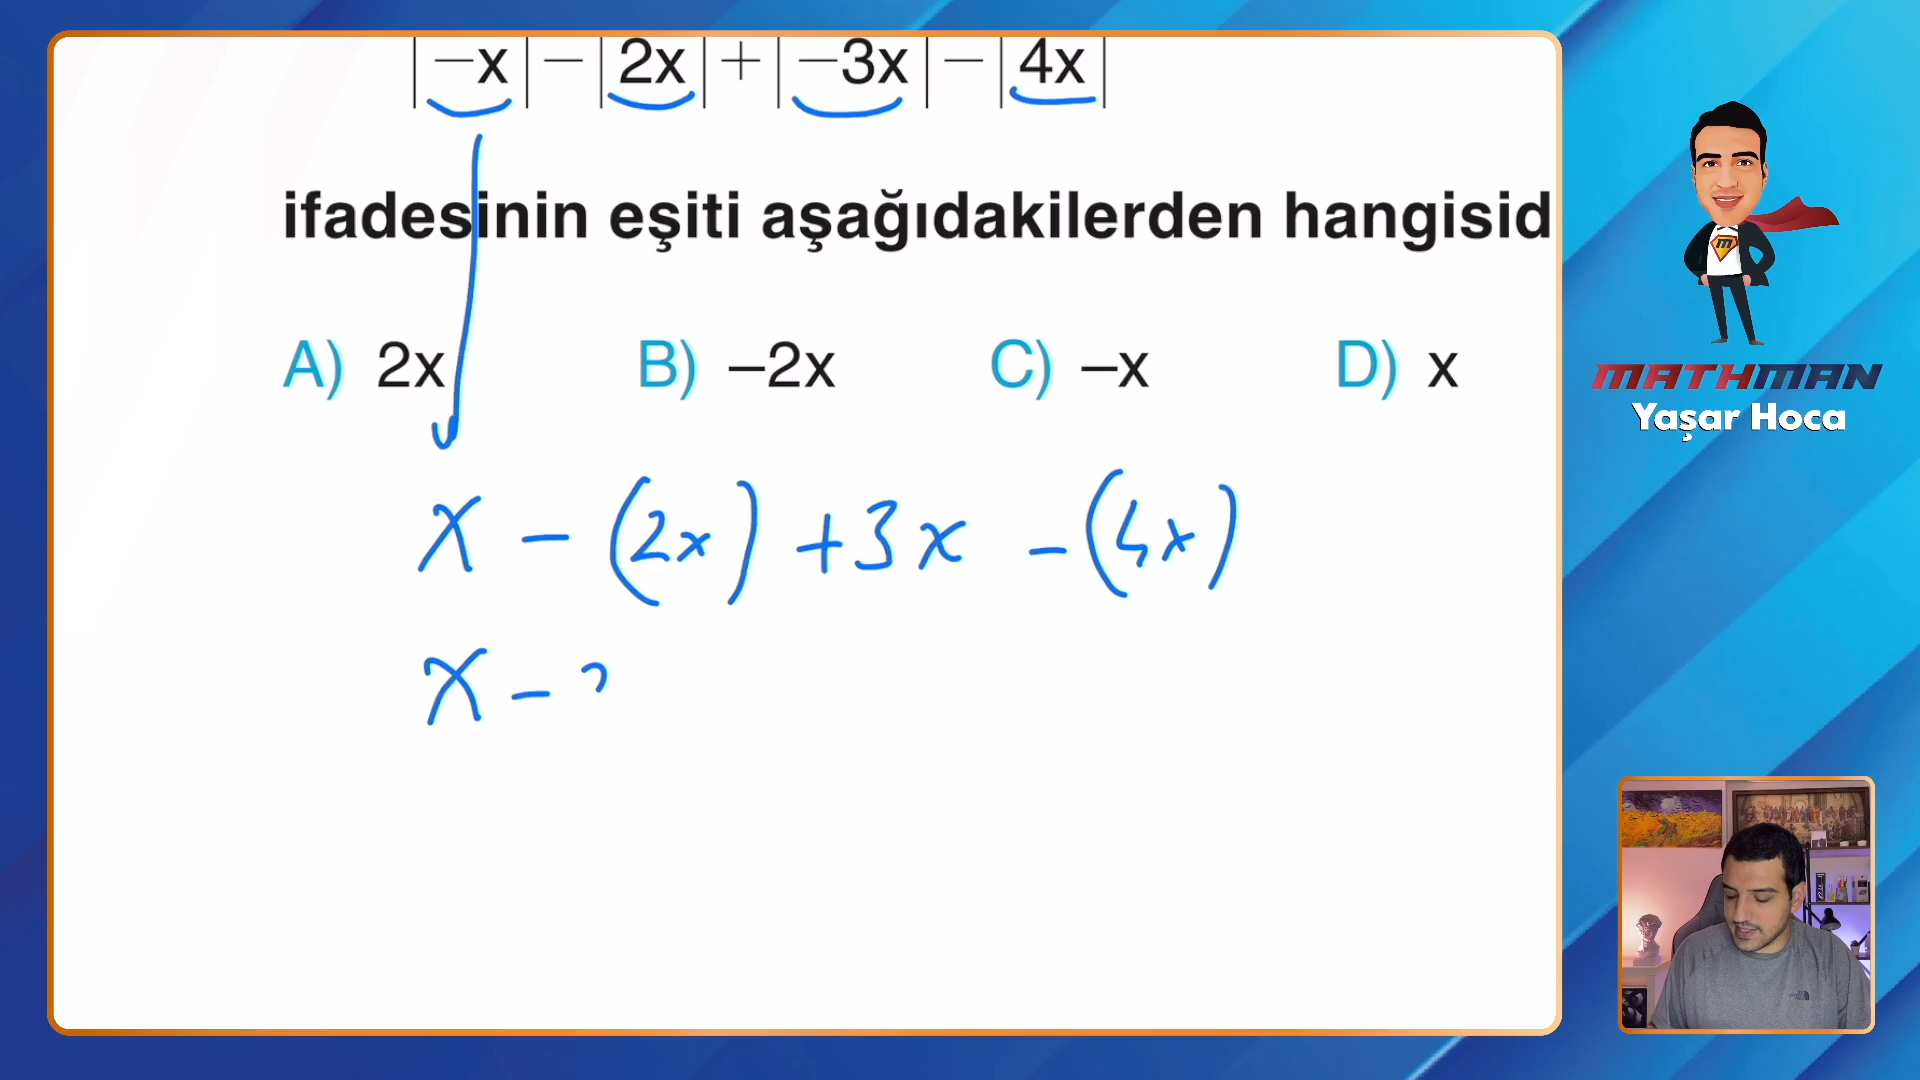 |−x| − |2x| + |−3x| − |4x|
ifadesinin eşiti aşağıdakilerden hangisid
A) 2x B) −2x C) −x D) x
x − (2x) + 3x − (4x)
x −
MATHMAN
Yaşar Hoca